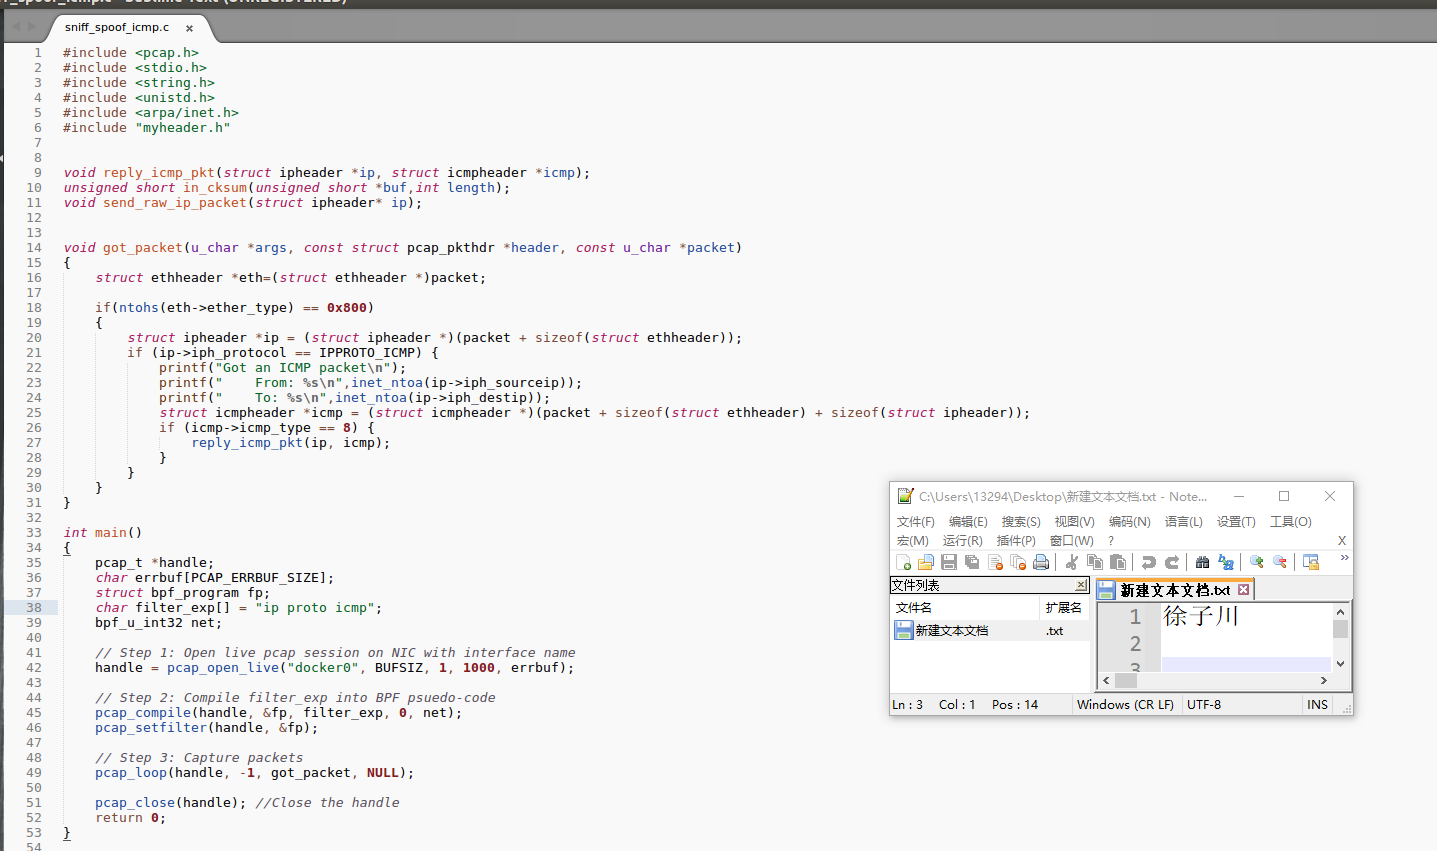 sniff_spoof_icmp.c ×
1 #include <pcap.h>
2 #include <stdio.h>
3 #include <string.h>
4 #include <unistd.h>
5 #include <arpa/inet.h>
6 #include "myheader.h"
7
8
9 void reply_icmp_pkt(struct ipheader *ip, struct icmpheader *icmp);
10 unsigned short in_cksum(unsigned short *buf,int length);
11 void send_raw_ip_packet(struct ipheader* ip);
12
13
14 void got_packet(u_char *args, const struct pcap_pkthdr *header, const u_char *packet)
15 {
16     struct ethheader *eth=(struct ethheader *)packet;
17
18     if(ntohs(eth->ether_type) == 0x800)
19     {
20         struct ipheader *ip = (struct ipheader *)(packet + sizeof(struct ethheader));
21         if (ip->iph_protocol == IPPROTO_ICMP) {
22             printf("Got an ICMP packet\n");
23             printf("    From: %s\n",inet_ntoa(ip->iph_sourceip));
24             printf("    To: %s\n",inet_ntoa(ip->iph_destip));
25             struct icmpheader *icmp = (struct icmpheader *)(packet + sizeof(struct ethheader) + sizeof(struct ipheader));
26             if (icmp->icmp_type == 8) {
27                 reply_icmp_pkt(ip, icmp);
28             }
29         }
30     }
31 }
32
33 int main()
34 {
35     pcap_t *handle;
36     char errbuf[PCAP_ERRBUF_SIZE];
37     struct bpf_program fp;
38     char filter_exp[] = "ip proto icmp";
39     bpf_u_int32 net;
40
41     // Step 1: Open live pcap session on NIC with interface name
42     handle = pcap_open_live("docker0", BUFSIZ, 1, 1000, errbuf);
43
44     // Step 2: Compile filter_exp into BPF psuedo-code
45     pcap_compile(handle, &fp, filter_exp, 0, net);
46     pcap_setfilter(handle, &fp);
47
48     // Step 3: Capture packets
49     pcap_loop(handle, -1, got_packet, NULL);
50
51     pcap_close(handle); //Close the handle
52     return 0;
53 }
54
C:\Users\13294\Desktop\新建文本文档.txt - Note...
文件(F) 编辑(E) 搜索(S) 视图(V) 编码(N) 语言(L) 设置(T) 工具(O)
宏(M) 运行(R) 插件(P) 窗口(W) ? X
文件列表
文件名 扩展名
新建文本文档 .txt
新建文本文档.txt
1 徐子川
2
3
Ln : 3 Col : 1 Pos : 14 Windows (CR LF) UTF-8 INS